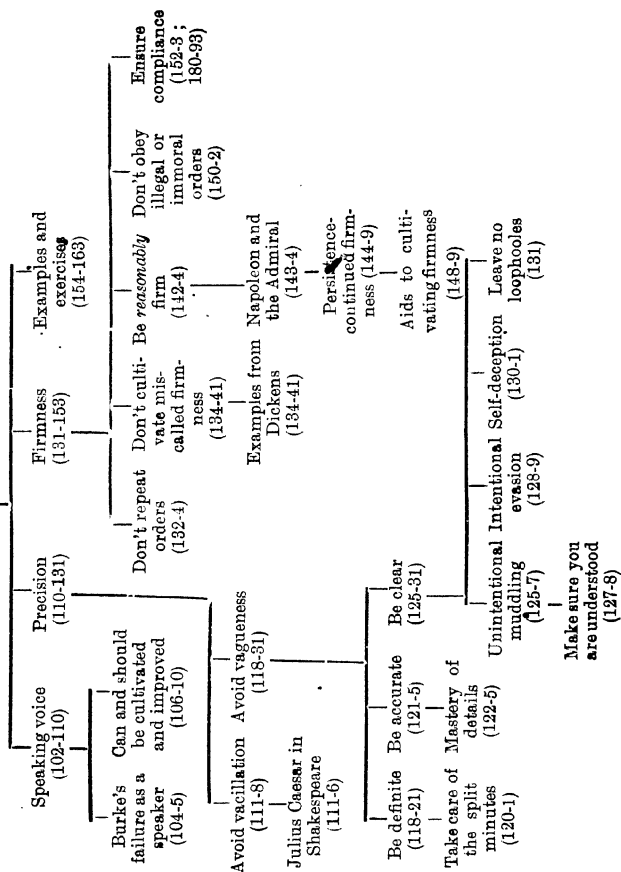 Speaking voice
(102-110)
Burke's
failure as a
speaker
(104-5)
Can and should
be cultivated
and improved
(106-10)
Precision
(110-131)
Avoid vacillation
(111-8)
Julius Caesar in
Shakespeare
(111-6)
Avoid vagueness
(118-31)
Be definite
(118-21)
Take care of
the split
minutes
(120-1)
Be accurate
(121-5)
Mastery of
details
(122-5)
Be clear
(125-31)
Unintentional
muddling
(125-7)
Make sure you
are understood
(127-8)
Intentional
evasion
(128-9)
Self-deception
(130-1)
Leave no
loophooles
(131)
Firmness
(131-153)
Don't repeat
orders
(132-4)
Don't culti-
vate mis-
called firm-
ness
(134-41)
Examples from
Dickens
(134-41)
Be reasonably
firm
(142-4)
Napoleon and
the Admiral
(143-4)
Persistence-
continued firm-
ness (144-9)
Aids to culti-
vating firmness
(148-9)
Don't obey
illegal or
immoral
orders
(150-2)
Ensure
compliance
(152-3 ;
180-93)
Examples and
exercises
(154-163)